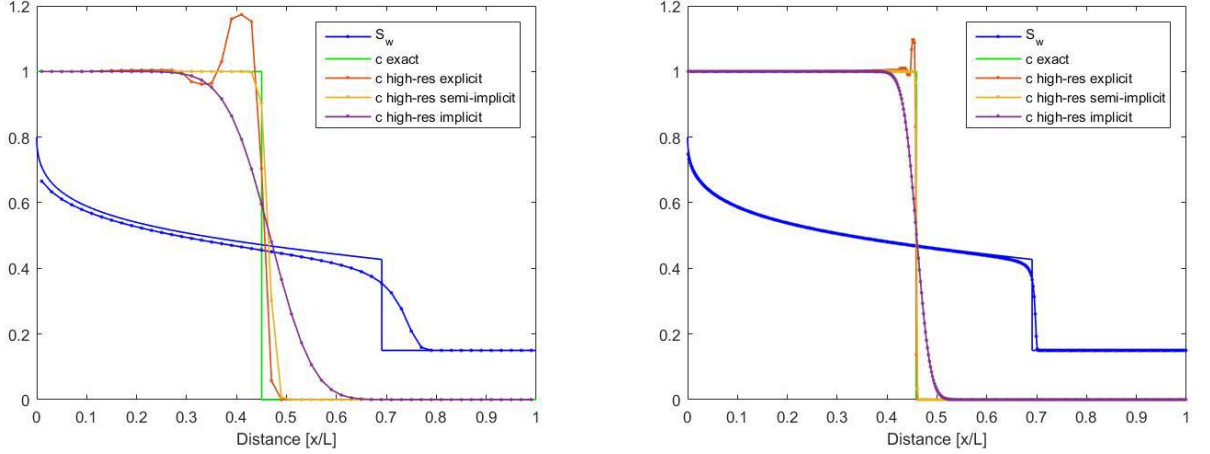 1.2
1
0.8
0.6
0.4
0.2
0
S_w
c exact
c high-res explicit
c high-res semi-implicit
c high-res implicit
0 0.1 0.2 0.3 0.4 0.5 0.6 0.7 0.8 0.9 1
Distance [x/L]
1.2
1
0.8
0.6
0.4
0.2
0
S_w
c exact
c high-res explicit
c high-res semi-implicit
c high-res implicit
0 0.1 0.2 0.3 0.4 0.5 0.6 0.7 0.8 0.9 1
Distance [x/L]